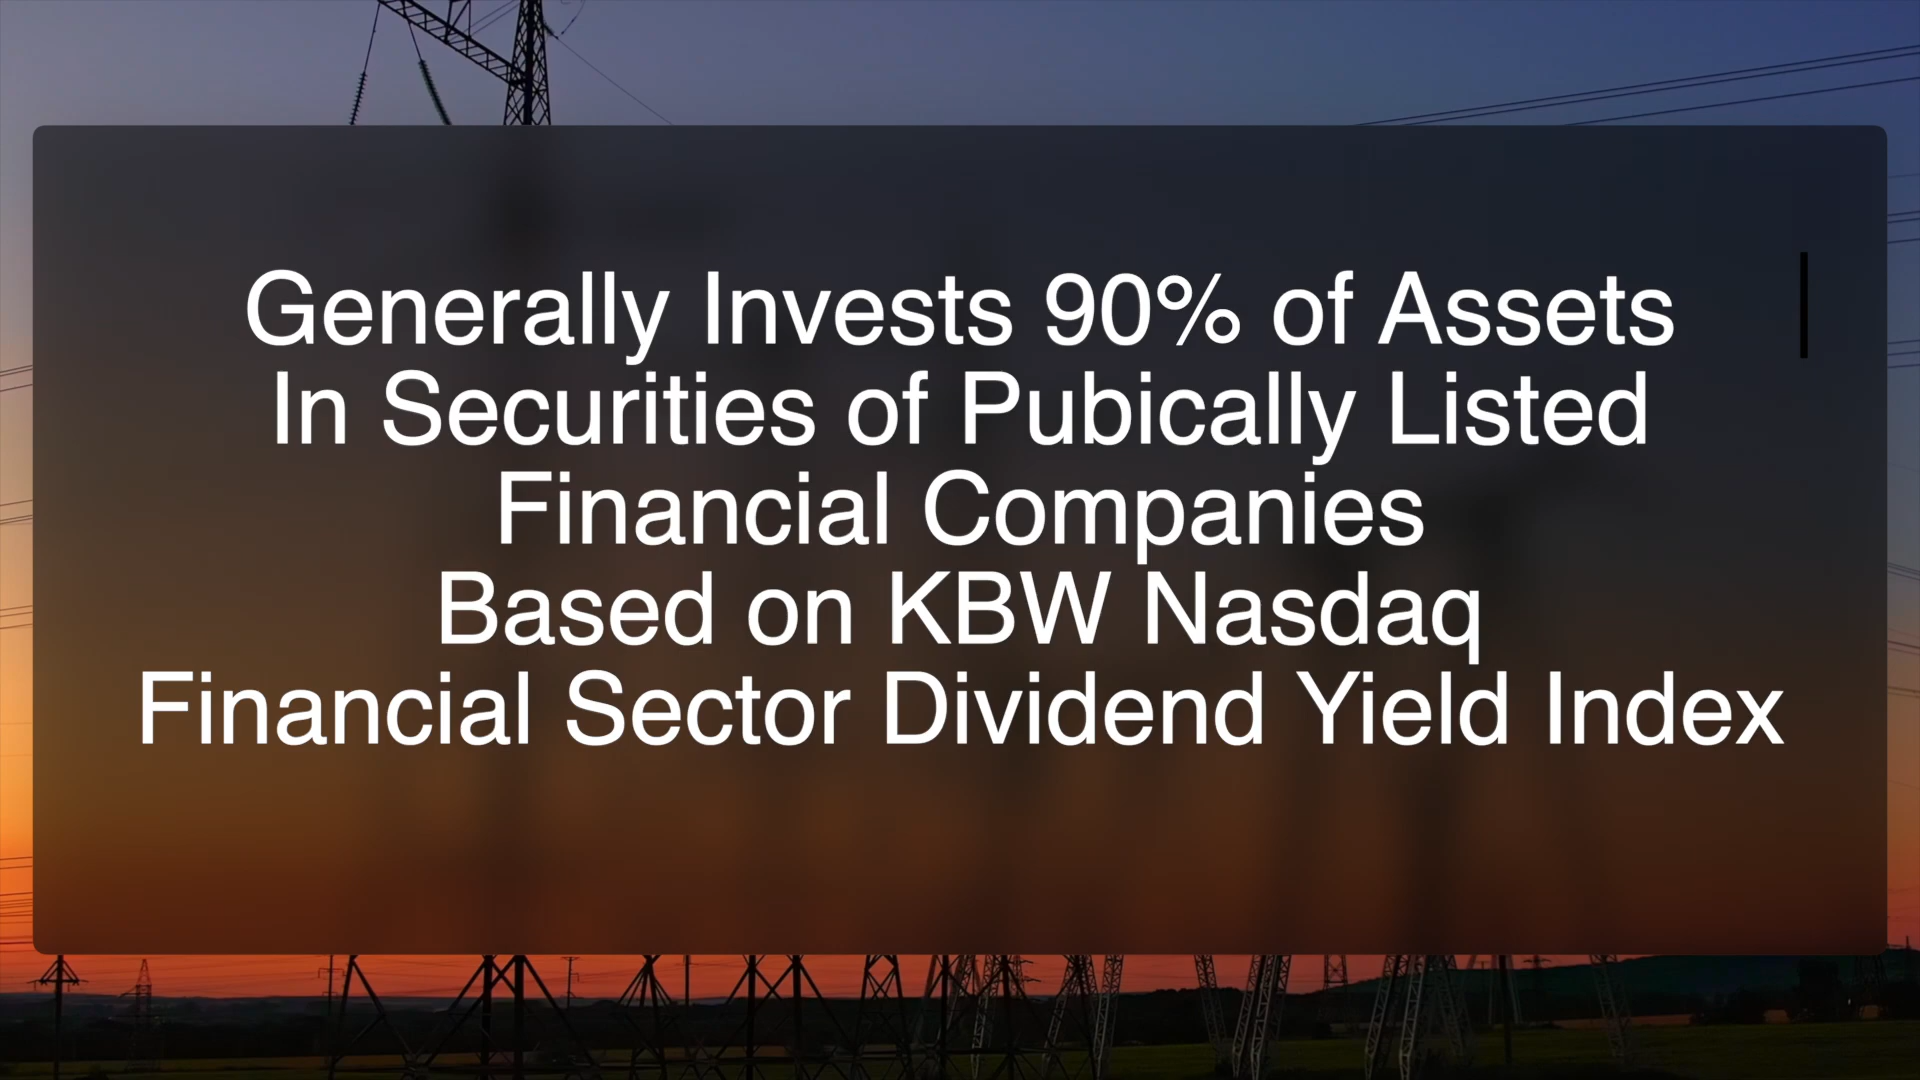 Generally Invests 90% of Assets
In Securities of Pubically Listed
Financial Companies
Based on KBW Nasdaq
Financial Sector Dividend Yield Index